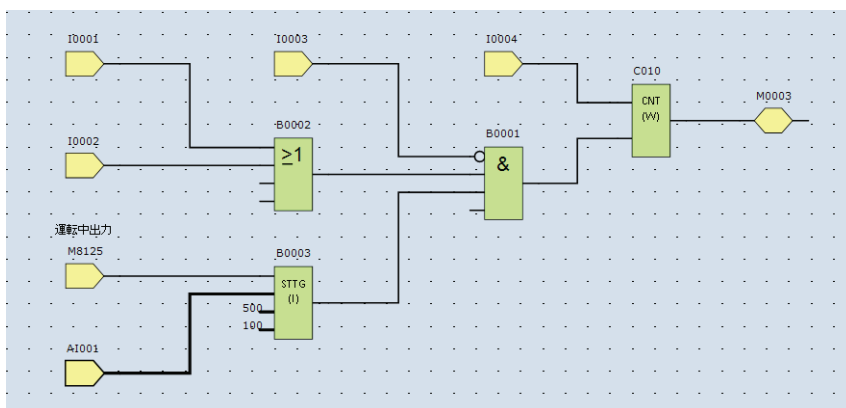 I0001
I0003
I0004
C010
CNT
(W)
M0003
B0002
≥1
B0001
&
I0002
運転中出力
M8125
B0003
STTG
(I)
500
100
AI001